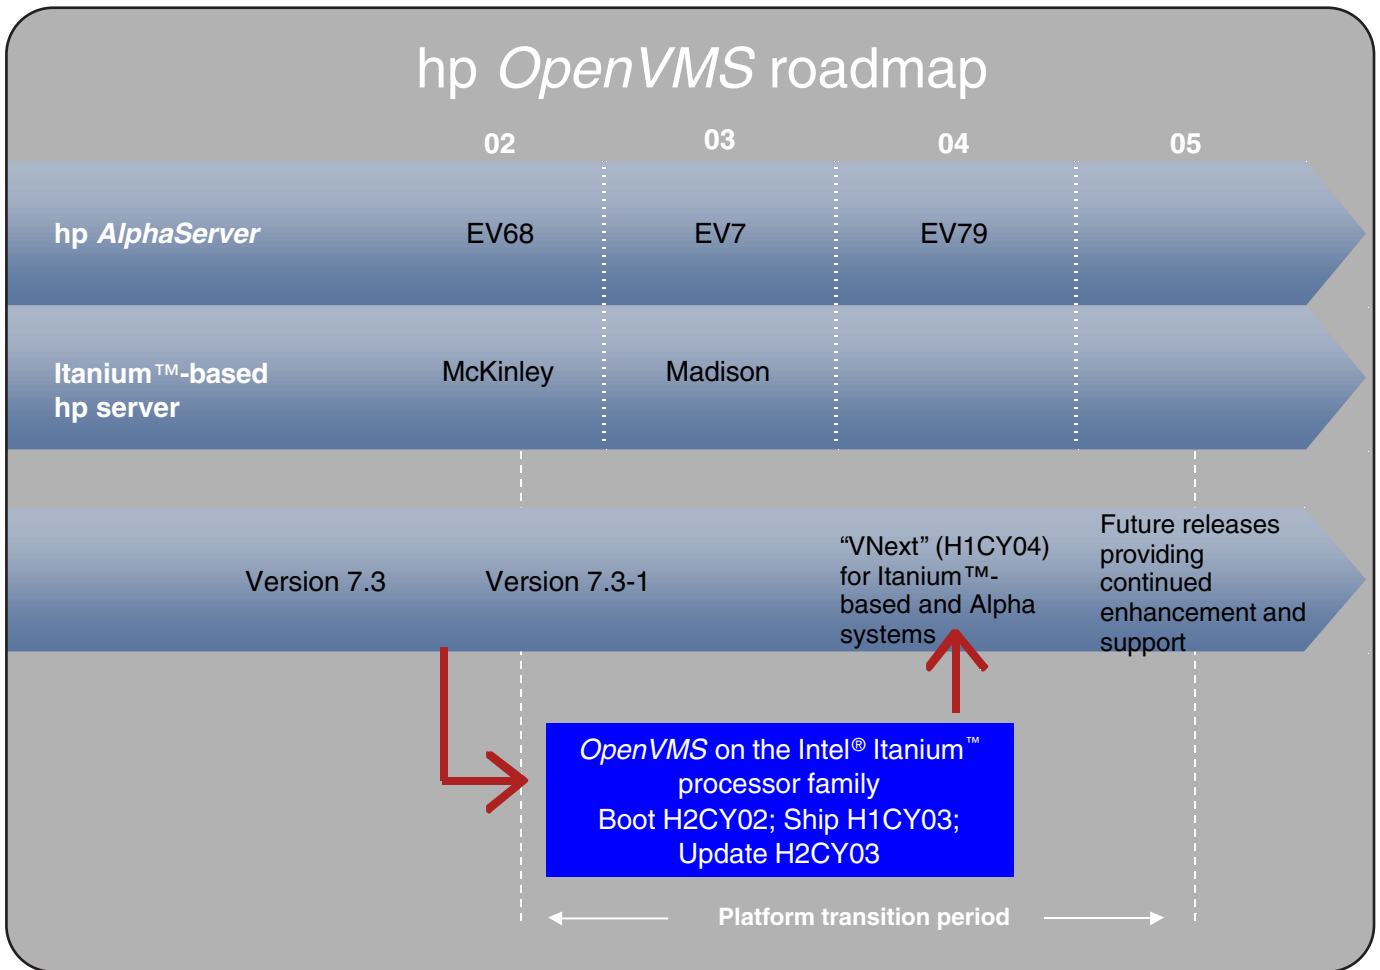 hp OpenVMS roadmap
02 03 04 05
hp AlphaServer EV68 EV7 EV79
Itanium™-based
hp server
McKinley Madison
Version 7.3 Version 7.3-1
“VNext” (H1CY04)
for Itanium™-
based and Alpha
systems
Future releases
providing
continued
enhancement and
support
OpenVMS on the Intel® Itanium™
processor family
Boot H2CY02; Ship H1CY03;
Update H2CY03
Platform transition period